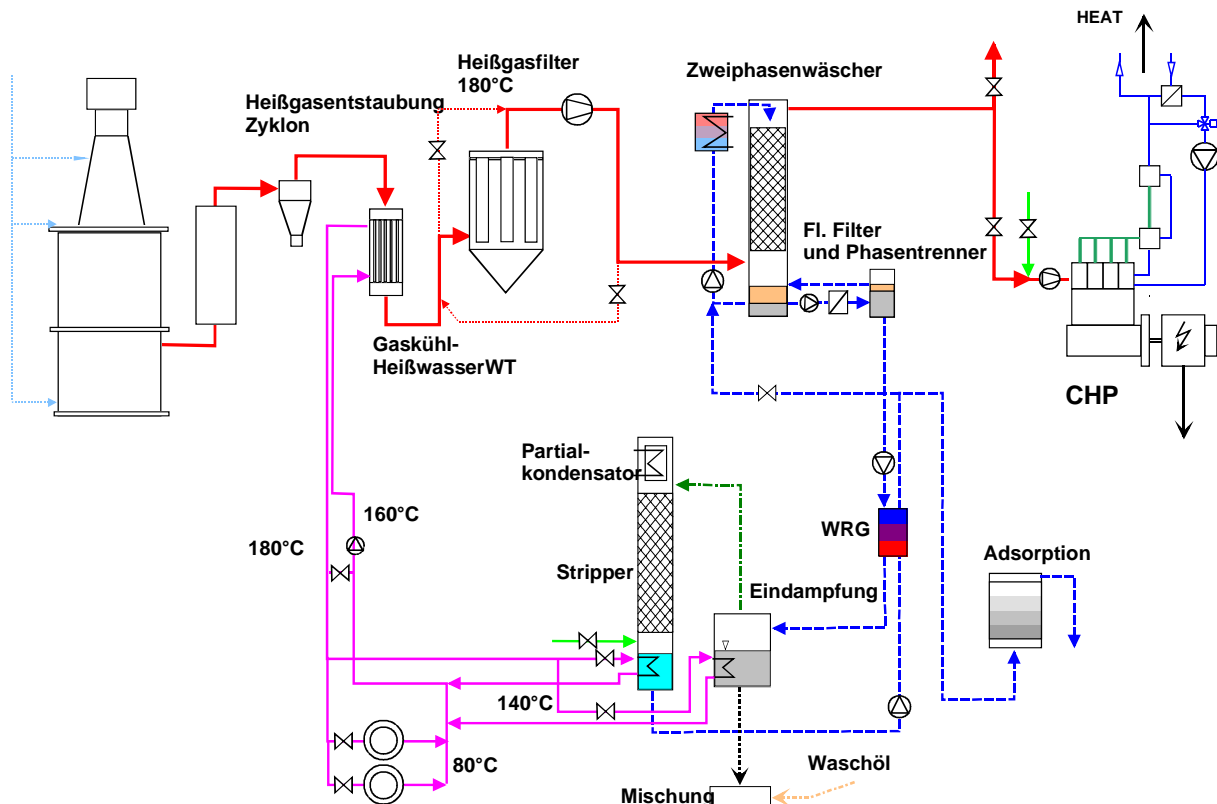 HEAT
Heißgasfilter
180°C
Zweiphasenwäscher
Heißgasentstaubung
Zyklon
Fl. Filter
und Phasentrenner
Gaskühl-
HeißwasserWT
CHP
Partial-
kondensator
160°C
180°C
WRG
Adsorption
Stripper
Eindampfung
140°C
80°C
Waschöl
Mischung